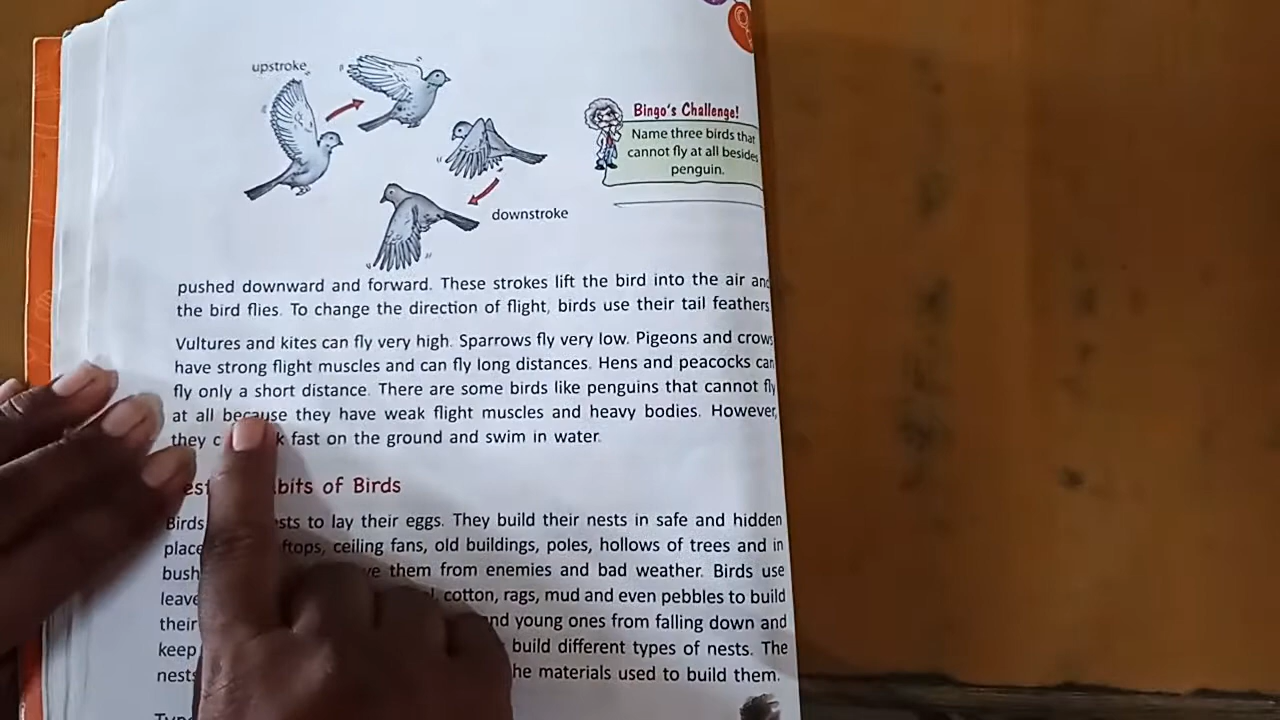 upstroke
Bingo's Challenge!
Name three birds that
cannot fly at all besides
penguin.
downstroke
pushed downward and forward. These strokes lift the bird into the air and
the bird flies. To change the direction of flight, birds use their tail feathers
Vultures and kites can fly very high. Sparrows fly very low. Pigeons and crows
have strong flight muscles and can fly long distances. Hens and peacocks can
fly only a short distance. There are some birds like penguins that cannot fly
at all because they have weak flight muscles and heavy bodies. However,
they fast on the ground and swim in water.
of Birds
Birds to lay their eggs. They build their nests in safe and hidden
ceiling fans, old buildings, poles, hollows of trees and in
them from enemies and bad weather. Birds use
cotton, rags, mud and even pebbles to build
their and young ones from falling down and
keep build different types of nests. The
nests the materials used to build them.